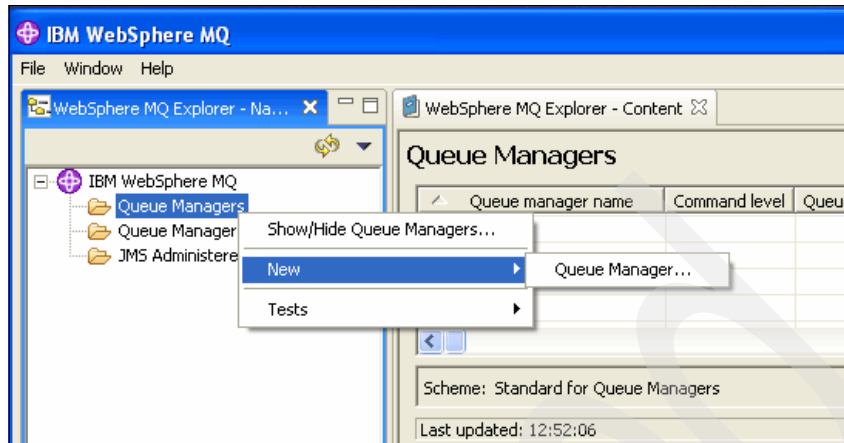 IBM WebSphere MQ
File Window Help
WebSphere MQ Explorer - Na...
WebSphere MQ Explorer - Content
Queue Managers
IBM WebSphere MQ
Queue Managers
Queue Manager
JMS Administere
Queue manager name Command level Queu
Show/Hide Queue Managers...
New
Queue Manager...
Tests
Scheme: Standard for Queue Managers
Last updated: 12:52:06